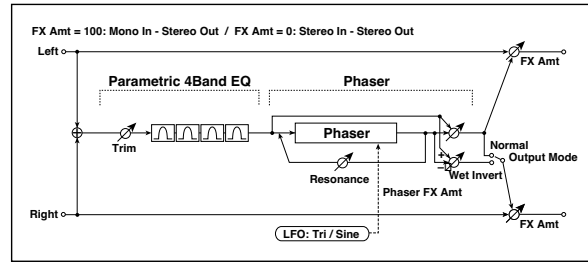 FX Amt = 100: Mono In - Stereo Out / FX Amt = 0: Stereo In - Stereo Out
Left
FX Amt
Parametric 4Band EQ
Phaser
Phaser
Trim
+
−
Normal
Output Mode
Wet Invert
Resonance
Phaser FX Amt
Right
FX Amt
LFO: Tri / Sine